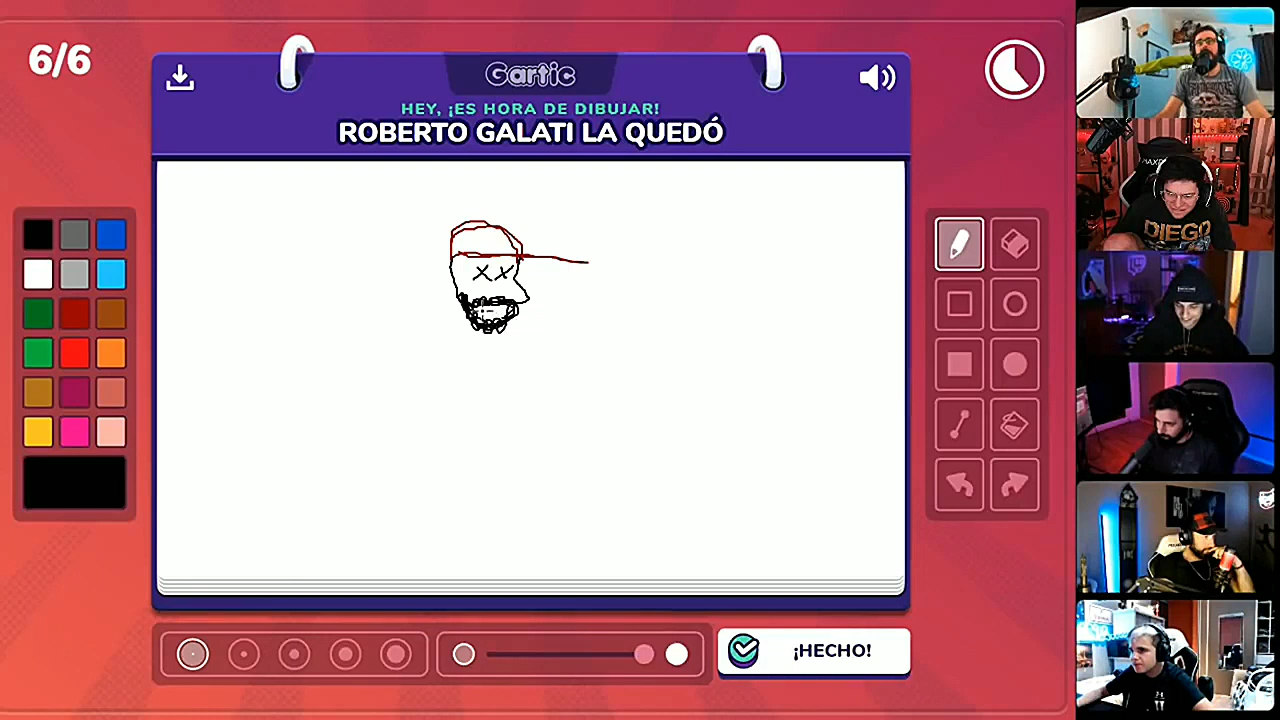 6/6
Gartic
HEY, ¡ES HORA DE DIBUJAR!
ROBERTO GALATI LA QUEDÓ
¡HECHO!
DIEGO